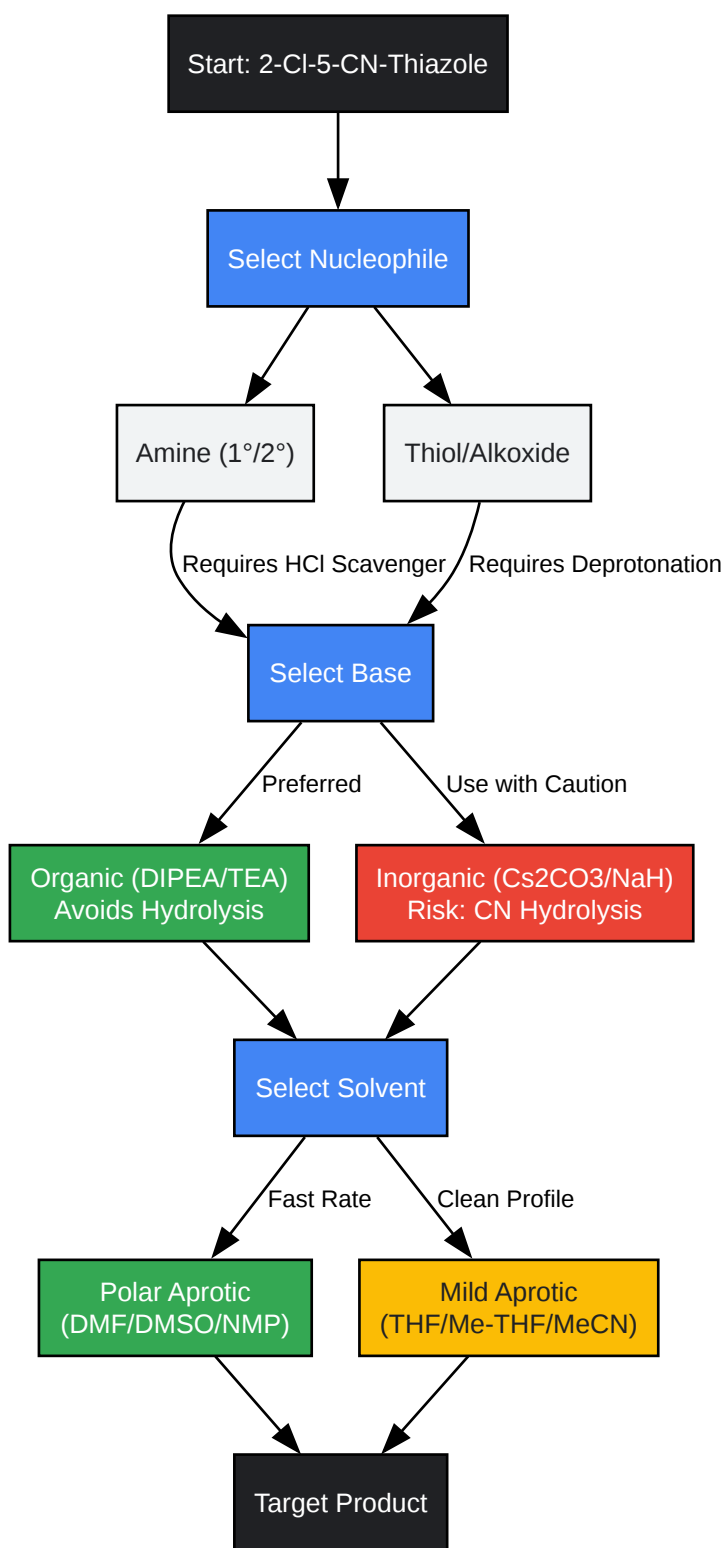 Start: 2-Cl-5-CN-Thiazole
Select Nucleophile
Amine (1°/2°)
Thiol/Alkoxide
Requires HCl Scavenger
Requires Deprotonation
Select Base
Preferred
Use with Caution
Organic (DIPEA/TEA)
Avoids Hydrolysis
Inorganic (Cs2CO3/NaH)
Risk: CN Hydrolysis
Select Solvent
Fast Rate
Clean Profile
Polar Aprotic
(DMF/DMSO/NMP)
Mild Aprotic
(THF/Me-THF/MeCN)
Target Product